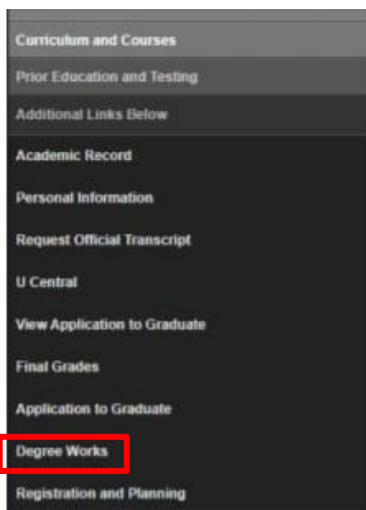 Curriculum and Courses
Prior Education and Testing
Additional Links Below
Academic Record
Personal Information
Request Official Transcript
U Central
View Application to Graduate
Final Grades
Application to Graduate
Degree Works
Registration and Planning